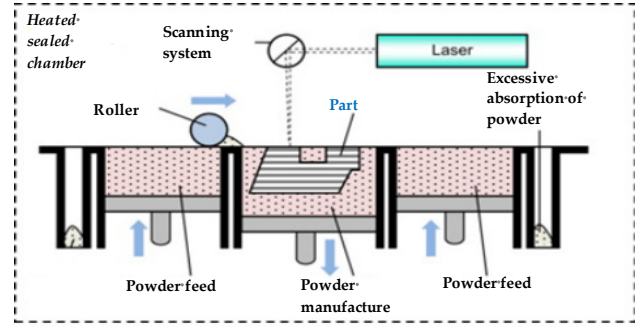 Heated
sealed
chamber
Scanning
system
Laser
Excessive
absorption of
powder
Roller
Part
Powder feed
Powder
manufacture
Powder feed